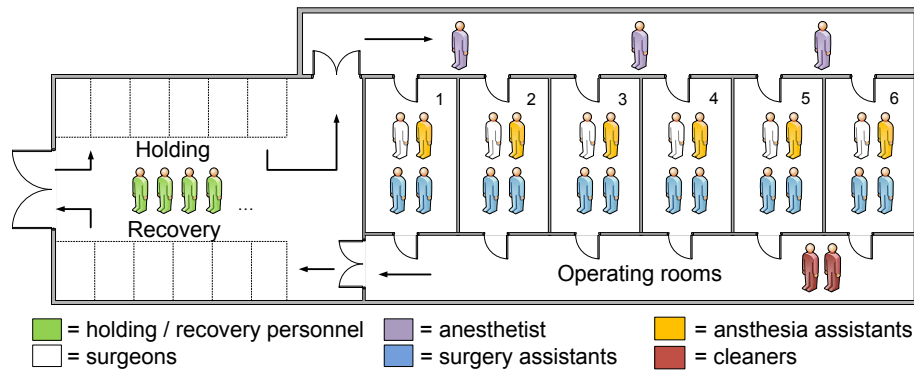 1 2 3 4 5 6
Holding
...
Recovery
Operating rooms
= holding / recovery personnel = anesthetist = ansthesia assistants
= surgeons = surgery assistants = cleaners